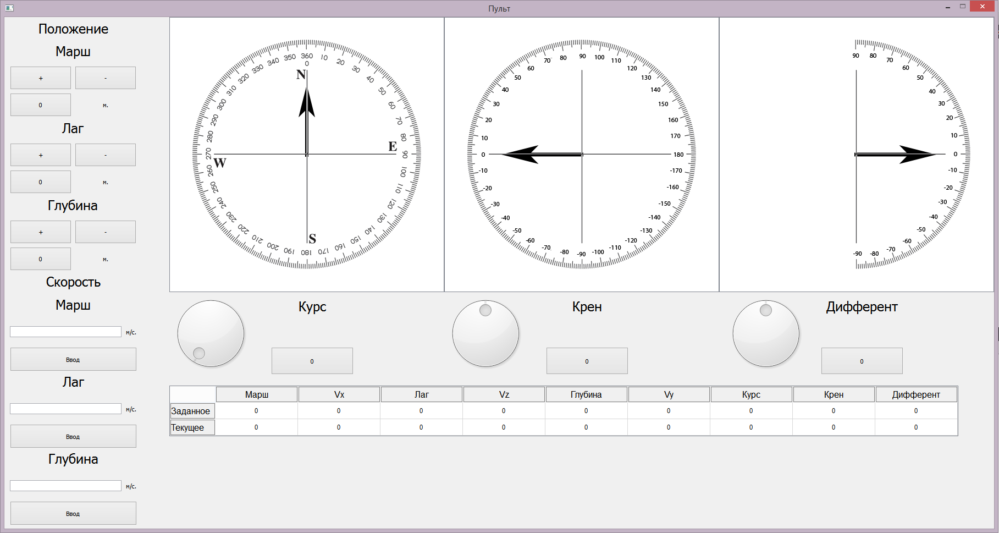 Пульт
Положение
Марш
+ -
0 м.
Лаг
+ -
0 м.
Глубина
+ -
0 м.
Скорость
Марш
м/с.
Ввод
Лаг
м/с.
Ввод
Глубина
м/с.
Ввод
360 10 20 30 40 50 60 70 80 90 100 110 120 130 140 150 160 170 180 190 200 210 220 230 240 250 260 270 280 290 300 310 320 330 340 350
0
N
E
W
S
90 100 110 120 130 140 150 160 170 180 -170 -160 -150 -140 -130 -120 -110 -100 -90 -80 -70 -60 -50 -40 -30 -20 -10 0 10 20 30 40 50 60 70 80
90 80 70 60 50 40 30 20 10 0 -10 -20 -30 -40 -50 -60 -70 -80 -90
Курс
0
Крен
0
Дифферент
0
Марш Vx Лаг Vz Глубина Vy Курс Крен Дифферент
Заданное 0 0 0 0 0 0 0 0 0
Текущее 0 0 0 0 0 0 0 0 0